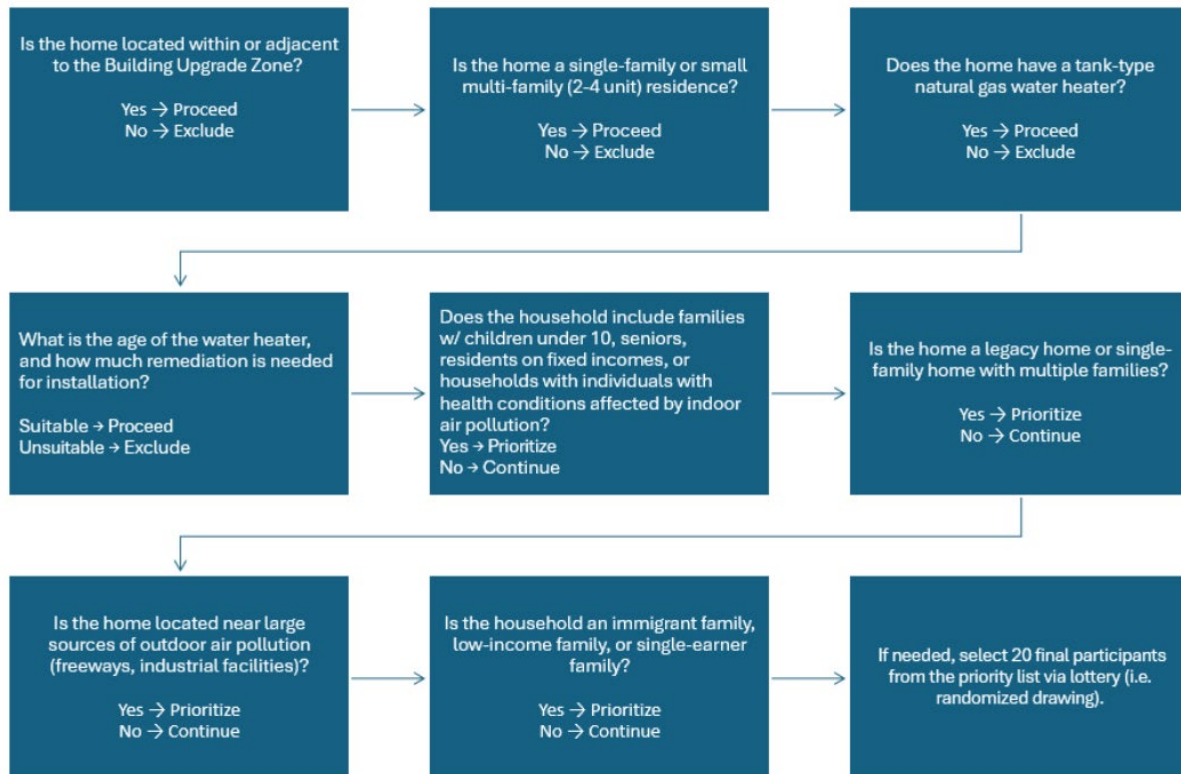 Is the home located within or adjacent
to the Building Upgrade Zone?
Yes → Proceed
No → Exclude
Is the home a single-family or small
multi-family (2-4 unit) residence?
Yes → Proceed
No → Exclude
Does the home have a tank-type
natural gas water heater?
Yes → Proceed
No → Exclude
What is the age of the water heater,
and how much remediation is needed
for installation?
Suitable → Proceed
Unsuitable → Exclude
Does the household include families
w/ children under 10, seniors,
residents on fixed incomes, or
households with individuals with
health conditions affected by indoor
air pollution?
Yes → Prioritize
No → Continue
Is the home a legacy home or single-
family home with multiple families?
Yes → Prioritize
No → Continue
Is the home located near large
sources of outdoor air pollution
(freeways, industrial facilities)?
Yes → Prioritize
No → Continue
Is the household an immigrant family,
low-income family, or single-earner
family?
Yes → Prioritize
No → Continue
If needed, select 20 final participants
from the priority list via lottery (i.e.
randomized drawing).